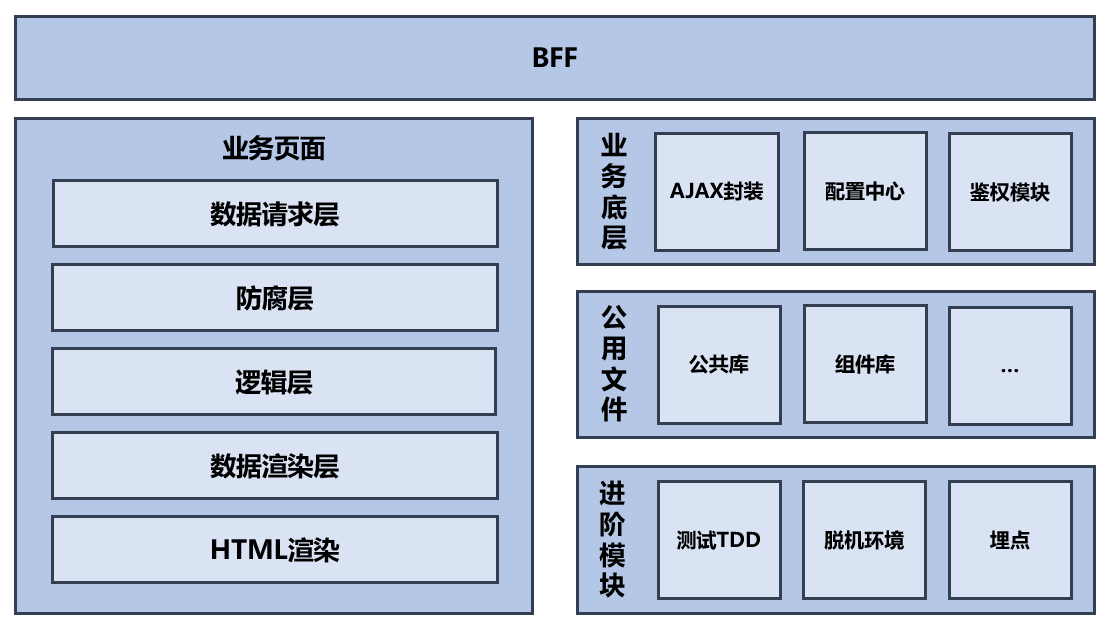 BFF
业务页面
数据请求层
防腐层
逻辑层
数据渲染层
HTML渲染
业务底层
AJAX封装
配置中心
鉴权模块
公用文件
公共库
组件库
...
进阶模块
测试TDD
脱机环境
埋点